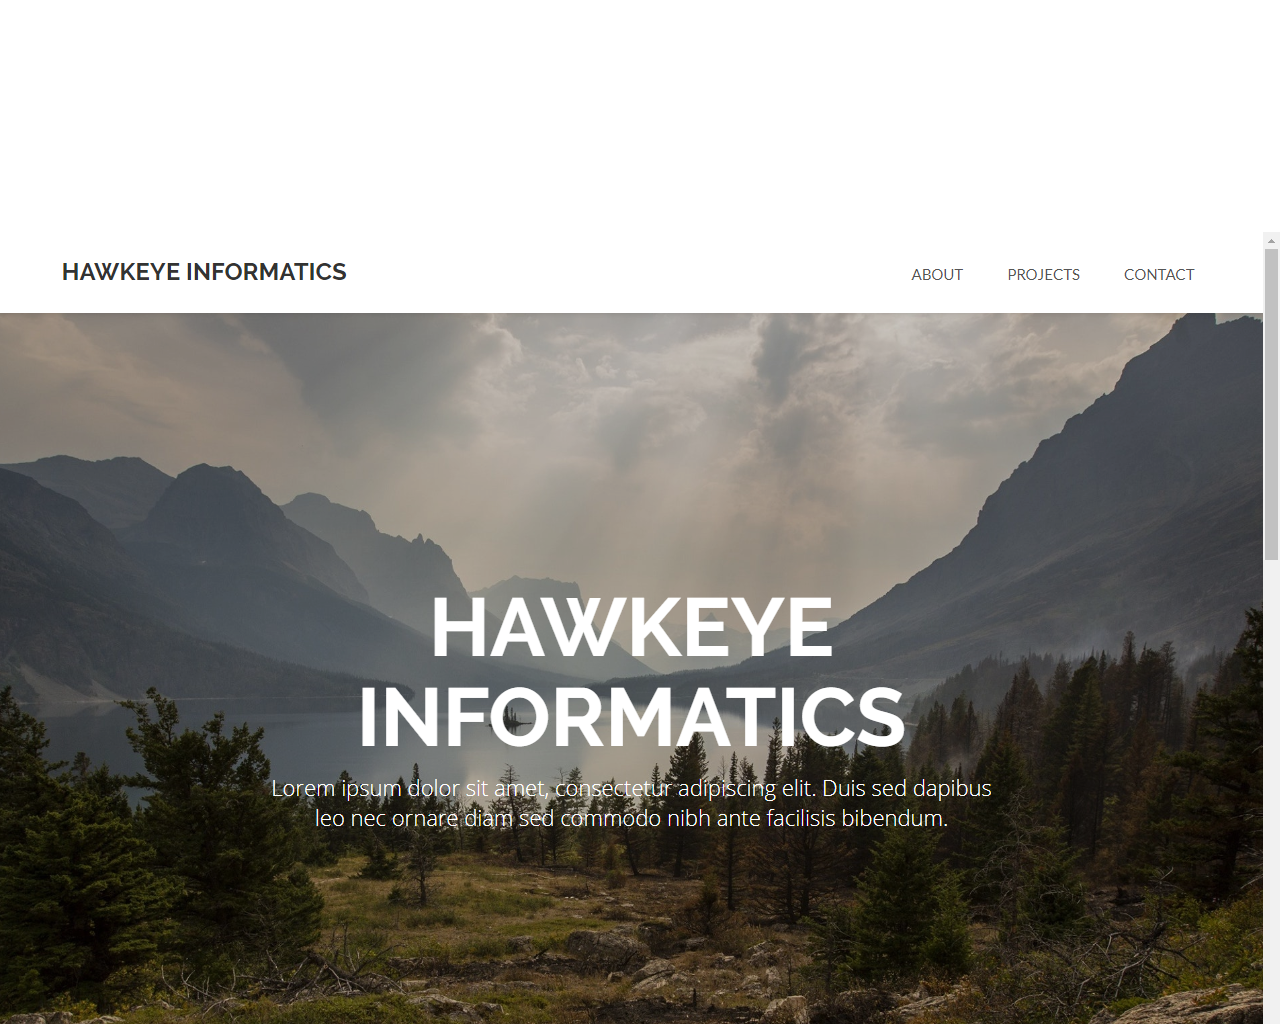 HAWKEYE INFORMATICS
ABOUT PROJECTS CONTACT
HAWKEYE
INFORMATICS
Lorem ipsum dolor sit amet, consectetur adipiscing elit. Duis sed dapibus
leo nec ornare diam sed commodo nibh ante facilisis bibendum.